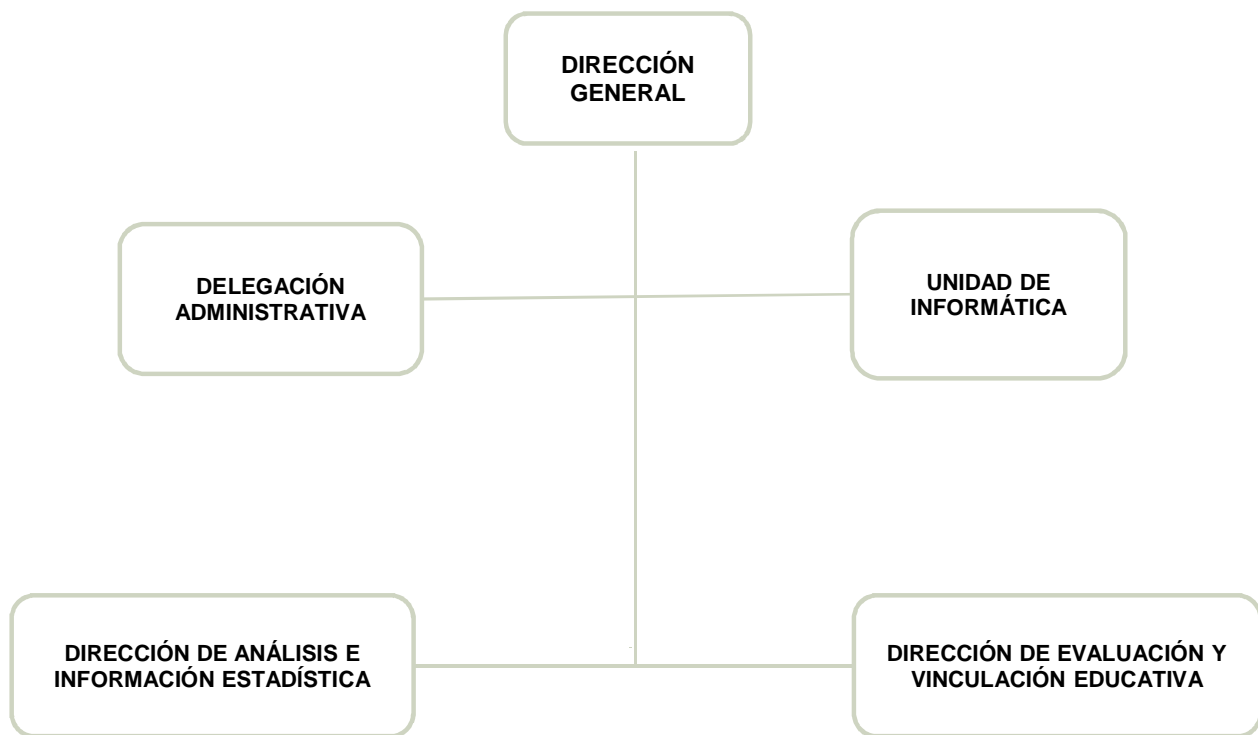 DIRECCIÓN
GENERAL
DELEGACIÓN
ADMINISTRATIVA
UNIDAD DE
INFORMÁTICA
DIRECCIÓN DE ANÁLISIS E
INFORMACIÓN ESTADÍSTICA
DIRECCIÓN DE EVALUACIÓN Y
VINCULACIÓN EDUCATIVA